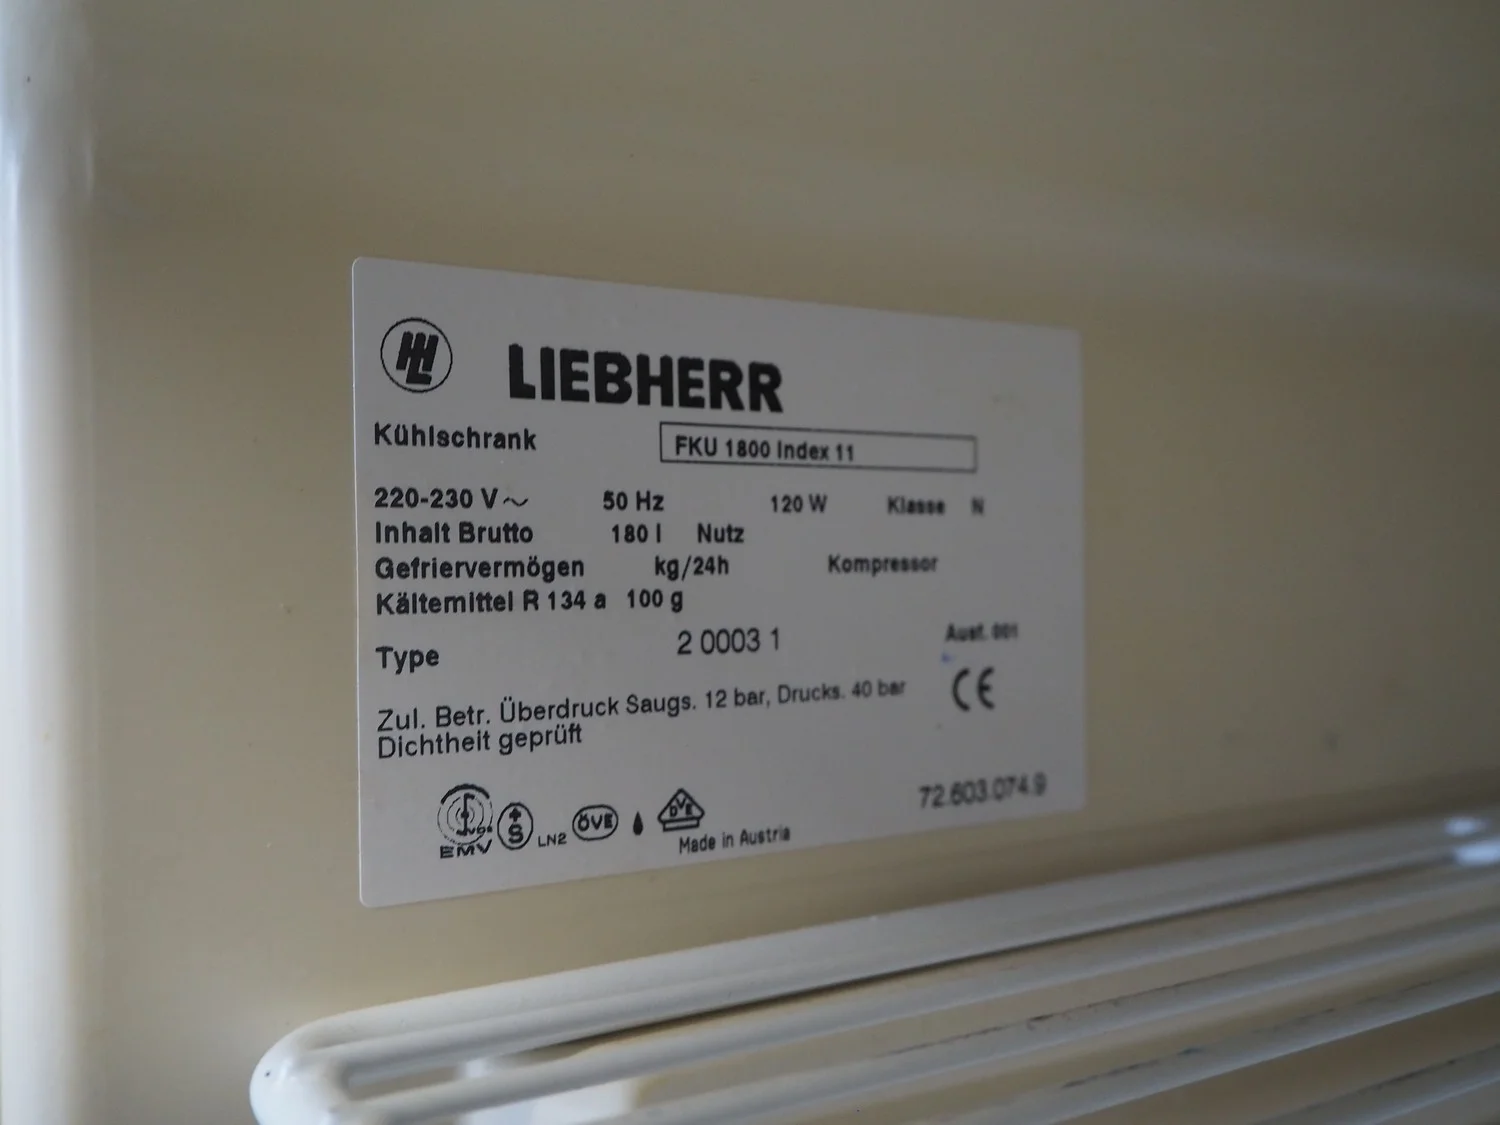 LIEBHERR
Kühlschrank FKU 1800 Index 11
220-230 V~ 50 Hz 120 W Klasse N
Inhalt Brutto 180 l Nutz
Gefriervermögen kg/24h Kompressor
Kältemittel R 134 a 100 g
Type 2 0003 1 Ausf. 001
Zul. Betr. Überdruck Saugs. 12 bar, Drucks. 40 bar
CE
Dichtheit geprüft
72.603.074.9
EMV S LN2 ÖVE DVE
Made in Austria